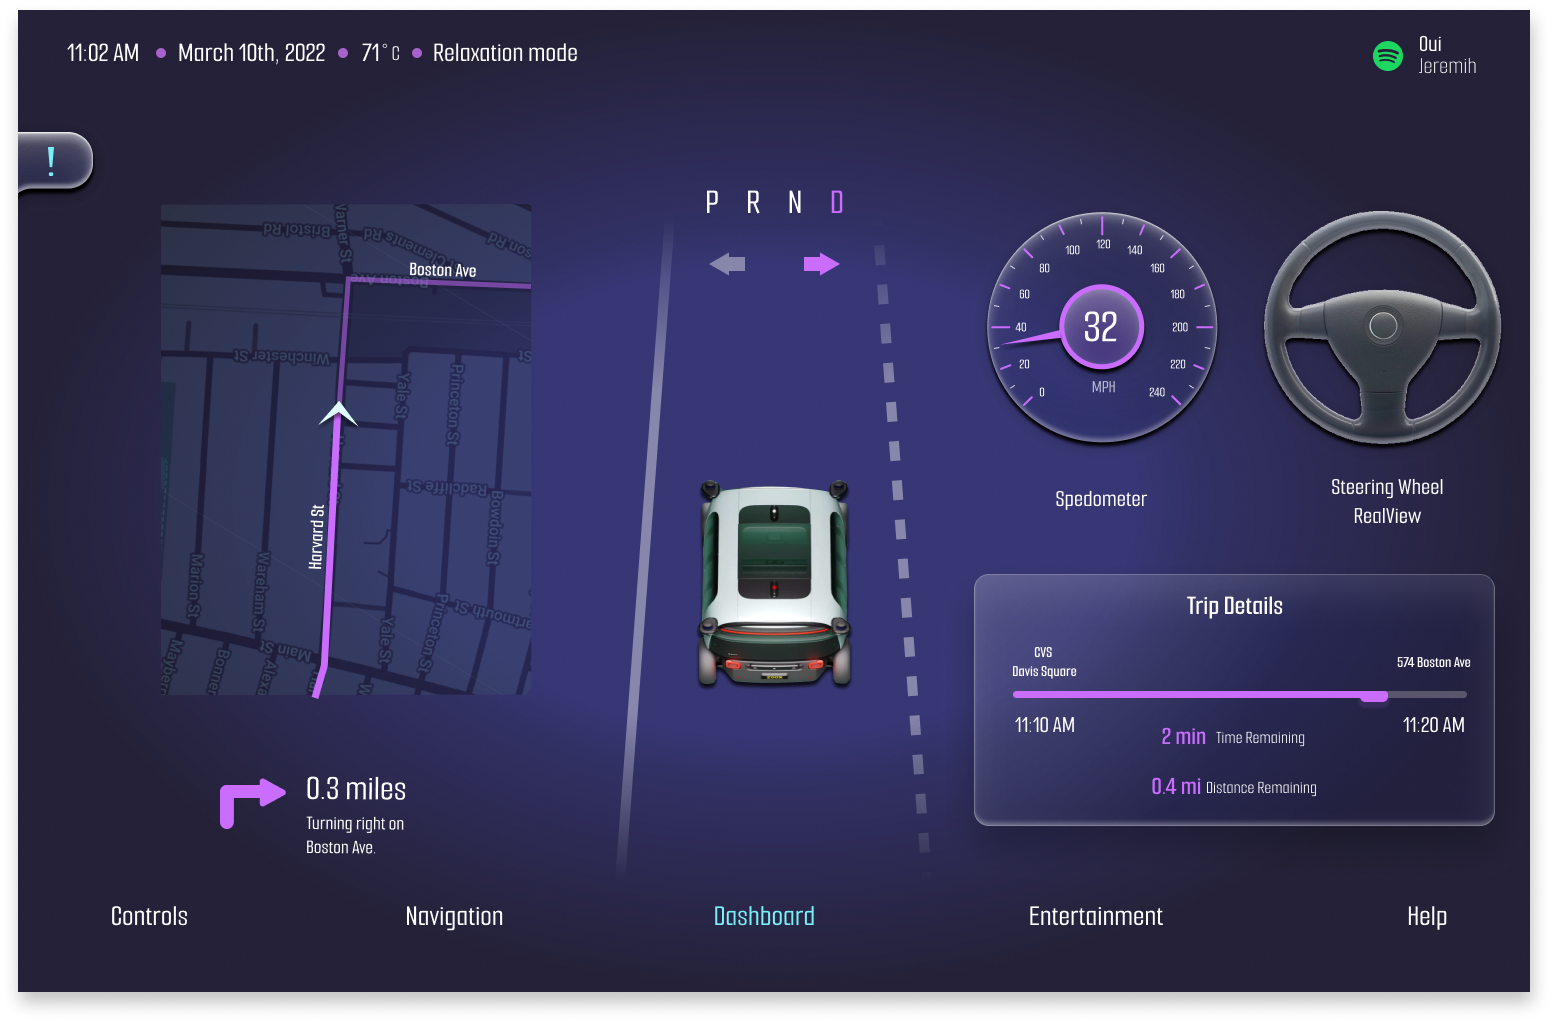 11:02 AM
March 10th, 2022
71° C
Relaxation mode
Oui
Jeremih
!
P R N D
Bristol Rd
Warner St
Clements Rd
Boston Ave
Boston Ave
Winchester St
St
Yale St
Princeton St
Radcliffe St
Bowdoin St
Harvard St
Marion St
Wareham St
Princeton St
Dartmouth St
Yale St
Main St
0
20
40
60
80
100
120
140
160
180
200
220
240
32
MPH
Spedometer
Steering Wheel
RealView
ZOOX
Trip Details
CVS
Davis Square
574 Boston Ave
11:10 AM
11:20 AM
2 min Time Remaining
0.4 mi Distance Remaining
0.3 miles
Turning right on
Boston Ave.
Controls
Navigation
Dashboard
Entertainment
Help